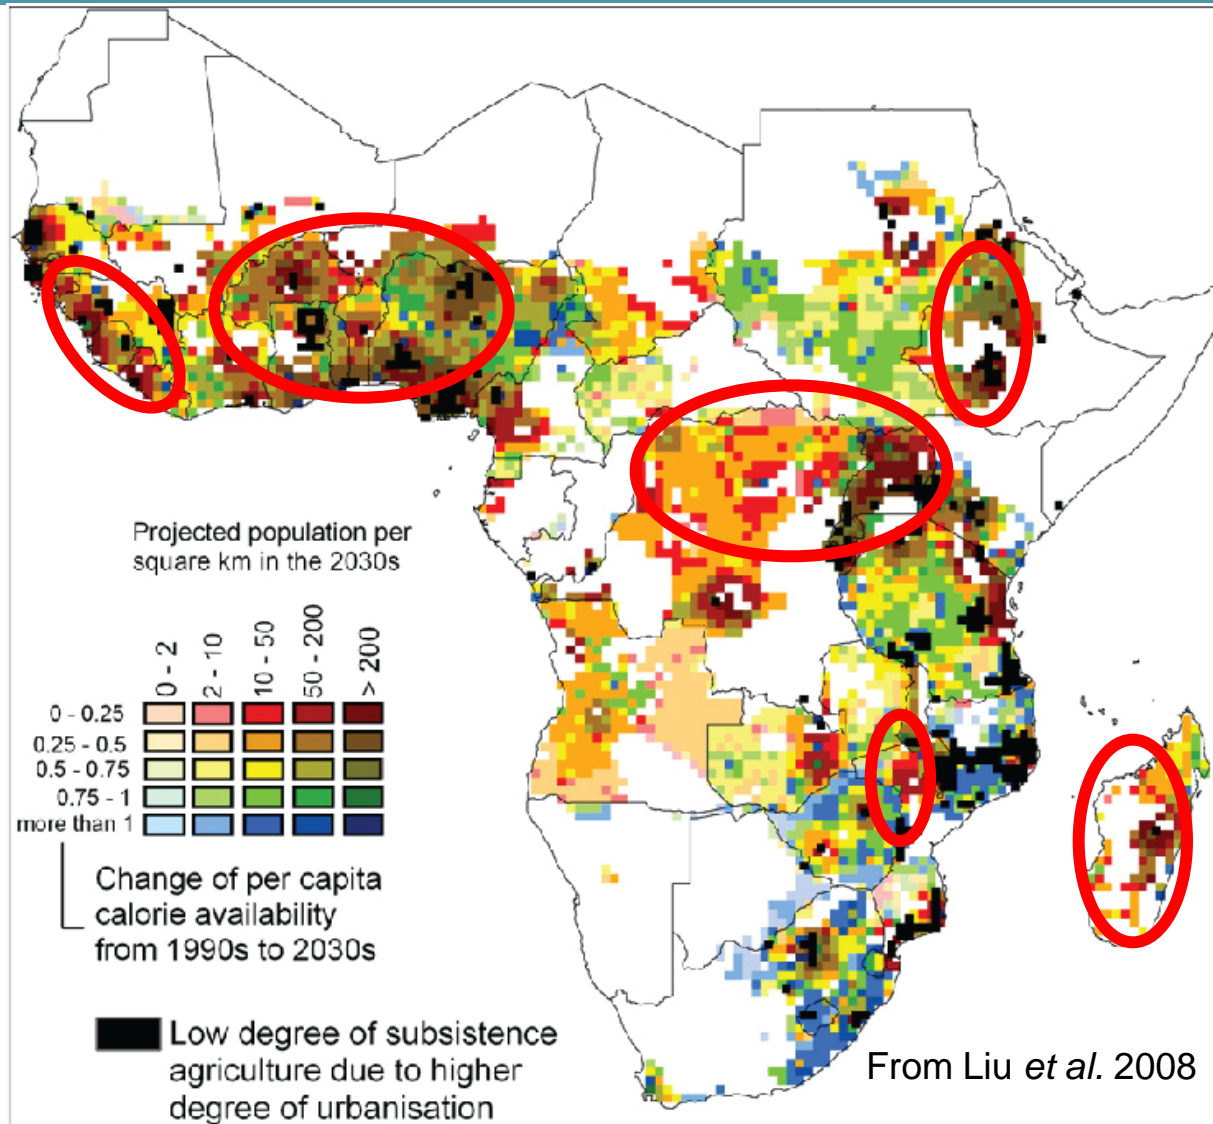 Projected population per
square km in the 2030s
0 - 2
2 - 10
10 - 50
50 - 200
> 200
0 - 0.25
0.25 - 0.5
0.5 - 0.75
0.75 - 1
more than 1
Change of per capita
calorie availability
from 1990s to 2030s
Low degree of subsistence
agriculture due to higher
degree of urbanisation
From Liu et al. 2008